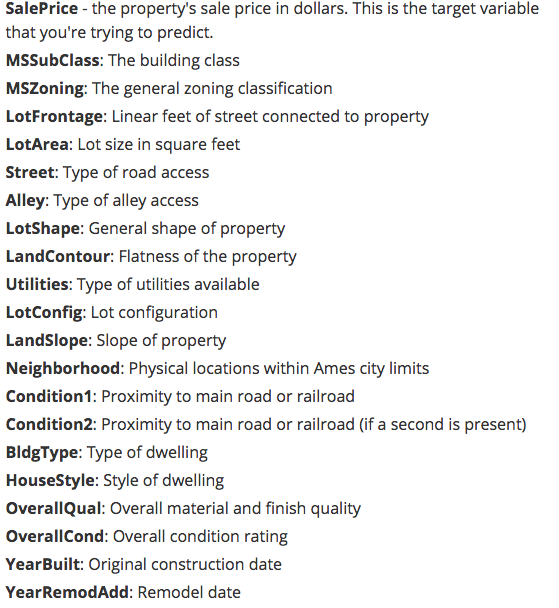 SalePrice - the property's sale price in dollars. This is the target variable
that you're trying to predict.
MSSubClass: The building class
MSZoning: The general zoning classification
LotFrontage: Linear feet of street connected to property
LotArea: Lot size in square feet
Street: Type of road access
Alley: Type of alley access
LotShape: General shape of property
LandContour: Flatness of the property
Utilities: Type of utilities available
LotConfig: Lot configuration
LandSlope: Slope of property
Neighborhood: Physical locations within Ames city limits
Condition1: Proximity to main road or railroad
Condition2: Proximity to main road or railroad (if a second is present)
BldgType: Type of dwelling
HouseStyle: Style of dwelling
OverallQual: Overall material and finish quality
OverallCond: Overall condition rating
YearBuilt: Original construction date
YearRemodAdd: Remodel date